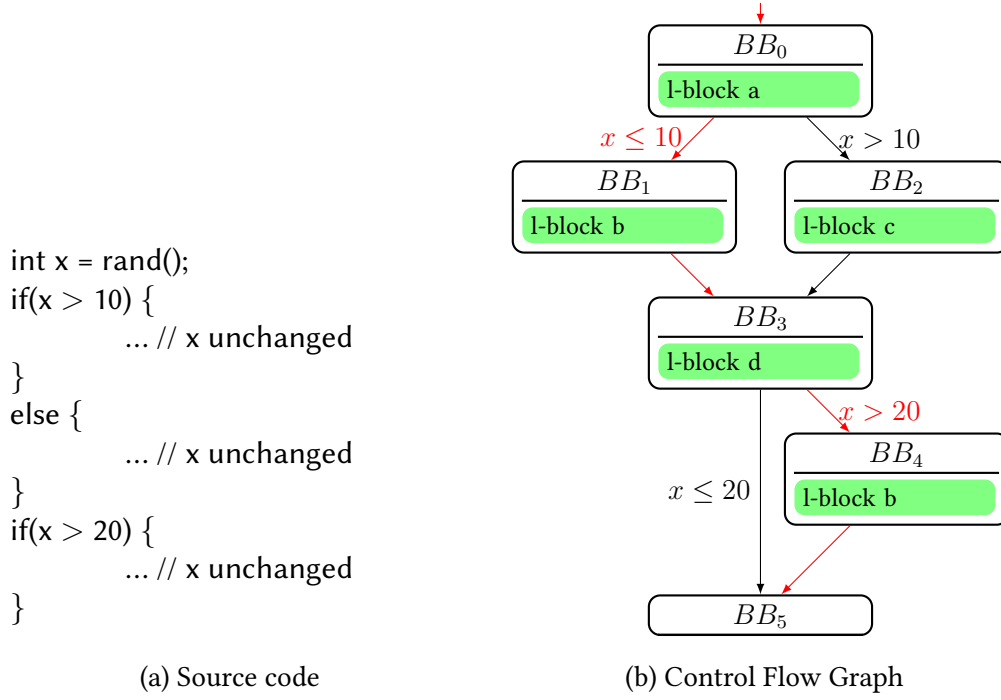 int x = rand();
if(x > 10) {
... // x unchanged
}
else {
... // x unchanged
}
if(x > 20) {
... // x unchanged
}
(a) Source code
BB₀
l-block a
x ≤ 10
x > 10
BB₁
l-block b
BB₂
l-block c
BB₃
l-block d
x > 20
x ≤ 20
BB₄
l-block b
BB₅
(b) Control Flow Graph